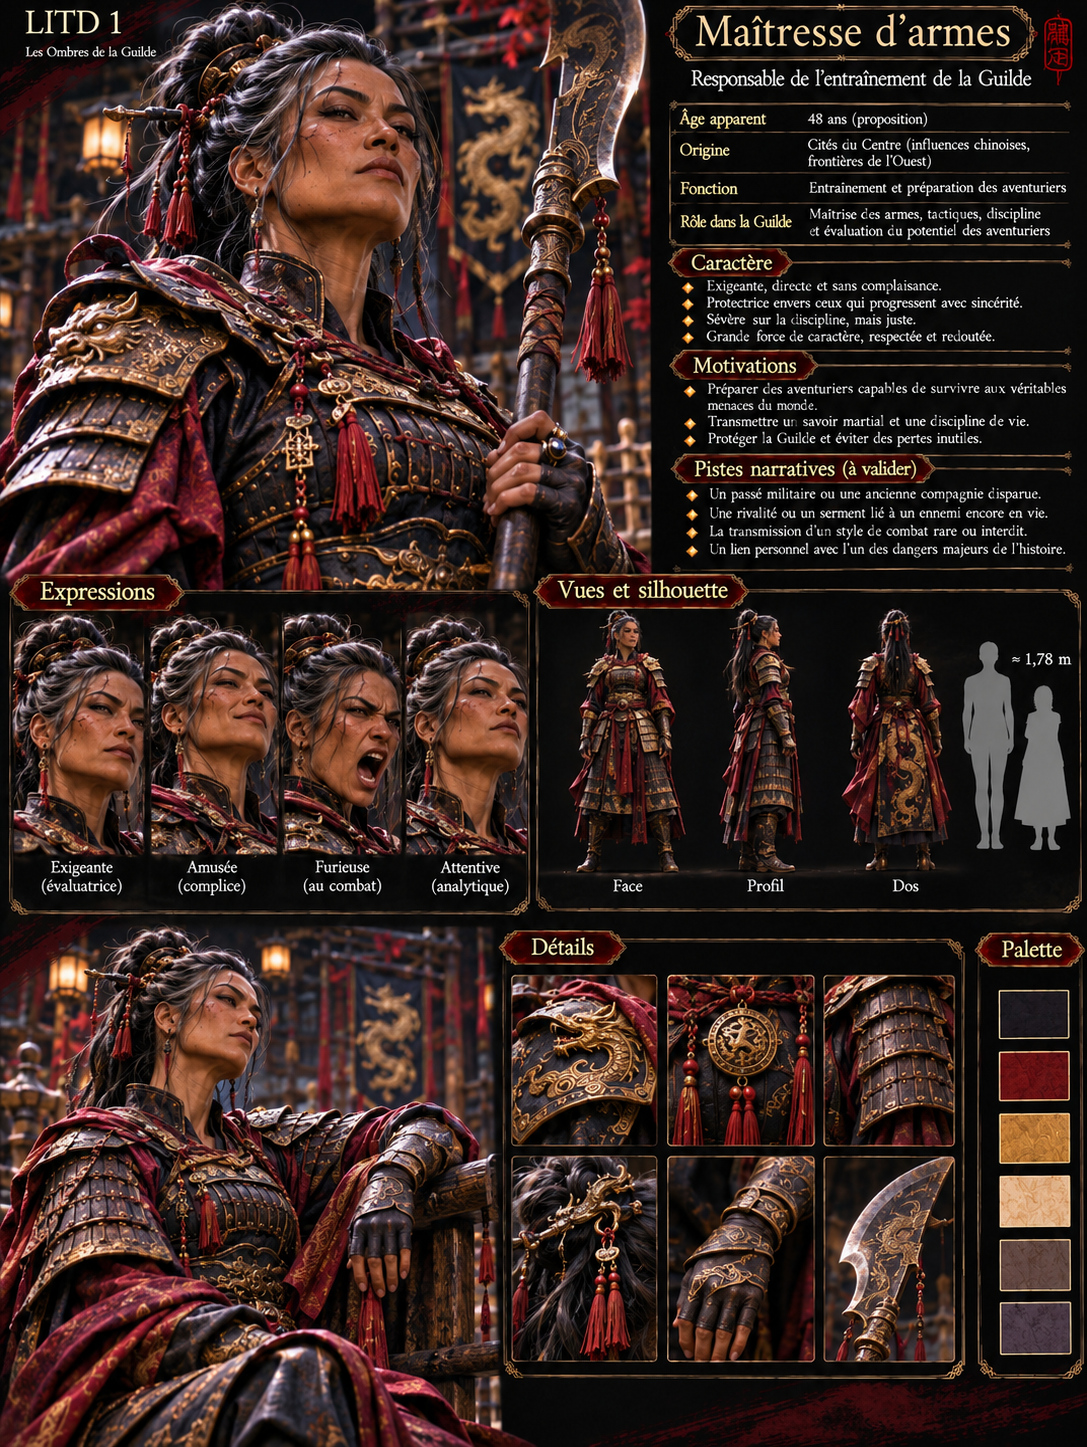 LITD 1
Les Ombres de la Guilde
Maîtresse d'armes
Responsable de l'entraînement de la Guilde
Âge apparent 48 ans (proposition)
Origine Cités du Centre (influences chinoises,
frontières de l'Ouest)
Fonction Entraînement et préparation des aventuriers
Rôle dans la Guilde Maîtrise des armes, tactiques, discipline
et évaluation du potentiel des aventuriers
Caractère
Exigeante, directe et sans complaisance.
Protectrice envers ceux qui progressent avec sincérité.
Sévère sur la discipline, mais juste.
Grande force de caractère, respectée et redoutée.
Motivations
Préparer des aventuriers capables de survivre aux véritables
menaces du monde.
Transmettre un savoir martial et une discipline de vie.
Protéger la Guilde et éviter des pertes inutiles.
Pistes narratives (à valider)
Un passé militaire ou une ancienne compagnie disparue.
Une rivalité ou un serment lié à un ennemi encore en vie.
La transmission d'un style de combat rare ou interdit.
Un lien personnel avec l'un des dangers majeurs de l'histoire.
Expressions
Exigeante
(évaluatrice)
Amusée
(complice)
Furieuse
(au combat)
Attentive
(analytique)
Vues et silhouette
≈ 1,78 m
Face
Profil
Dos
Détails
Palette